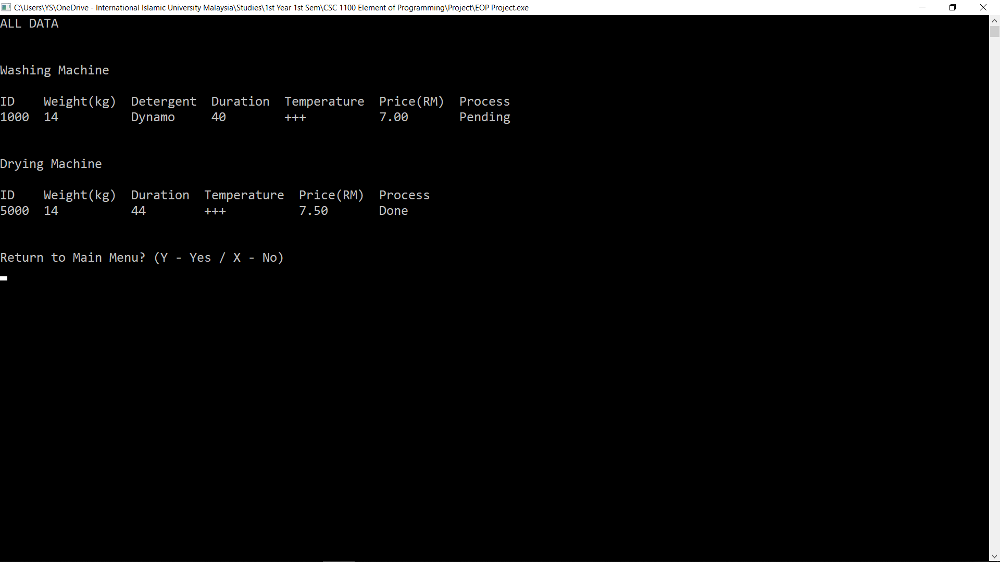 C:\Users\YS\OneDrive - International Islamic University Malaysia\Studies\1st Year 1st Sem\CSC 1100 Element of Programming\Project\EOP Project.exe
ALL DATA
Washing Machine
ID    Weight(kg)  Detergent  Duration  Temperature  Price(RM)  Process
1000  14          Dynamo     40        +++          7.00       Pending
Drying Machine
ID    Weight(kg)  Duration  Temperature  Price(RM)  Process
5000  14          44        +++          7.50       Done
Return to Main Menu? (Y - Yes / X - No)